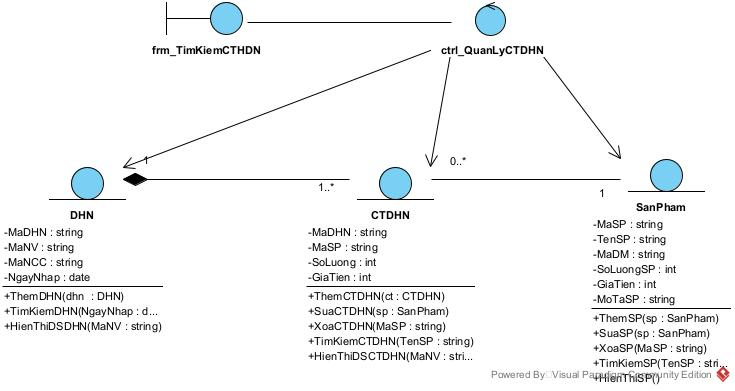 frm_TimKiemCTHDN
ctrl_QuanLyCTDHN
1
1..*
0..*
1
DHN
-MaDHN : string
-MaNV : string
-MaNCC : string
-NgayNhap : date
+ThemDHN(dhn : DHN)
+TimKiemDHN(NgayNhap : d...
+HienThiDSDHN(MaNV : string)
CTDHN
-MaDHN : string
-MaSP : string
-SoLuong : int
-GiaTien : int
+ThemCTDHN(ct : CTDHN)
+SuaCTDHN(sp : SanPham)
+XoaCTDHN(MaSP : string)
+TimKiemCTDHN(TenSP : string)
+HienThiDSCTDHN(MaNV : stri...
SanPham
-MaSP : string
-TenSP : string
-MaDM : string
-SoLuongSP : int
-GiaTien : int
-MoTaSP : string
+ThemSP(sp : SanPham)
+SuaSP(sp : SanPham)
+XoaSP(MaSP : string)
+TimKiemSP(TenSP : stri...
+HienThiSP()
Powered By Visual Paradigm Community Edition